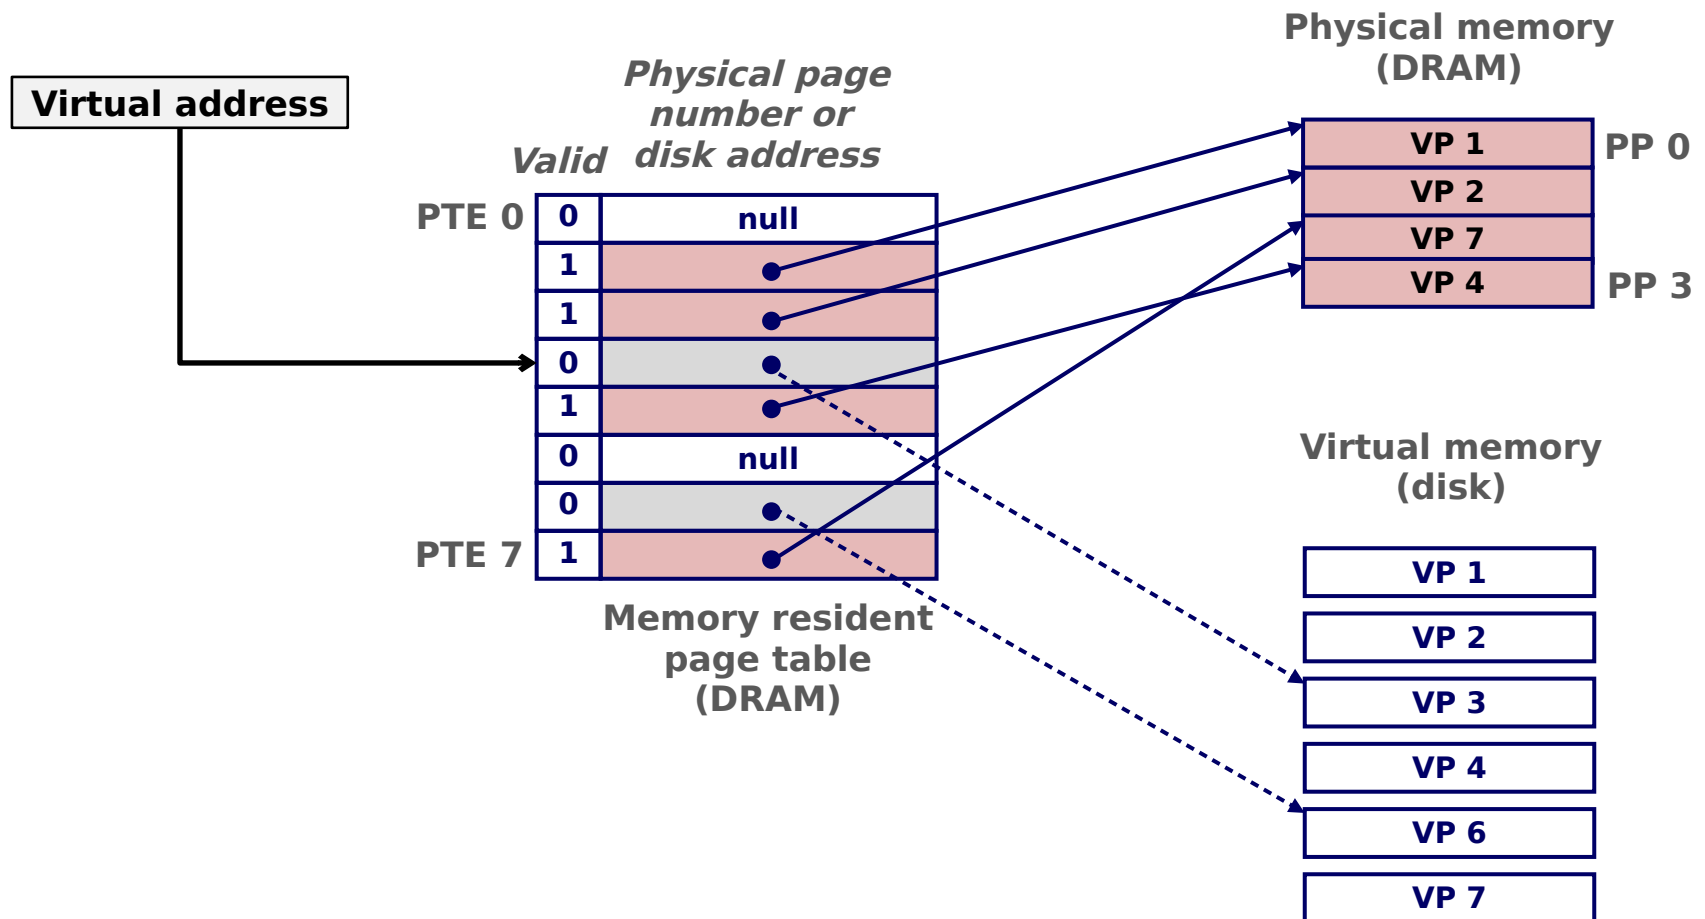 Virtual address
Physical page
number or
disk address
Valid
PTE 0
0
null
1
1
0
1
0
null
0
PTE 7
1
Memory resident
page table
(DRAM)
Physical memory
(DRAM)
VP 1
PP 0
VP 2
VP 7
VP 4
PP 3
Virtual memory
(disk)
VP 1
VP 2
VP 3
VP 4
VP 6
VP 7